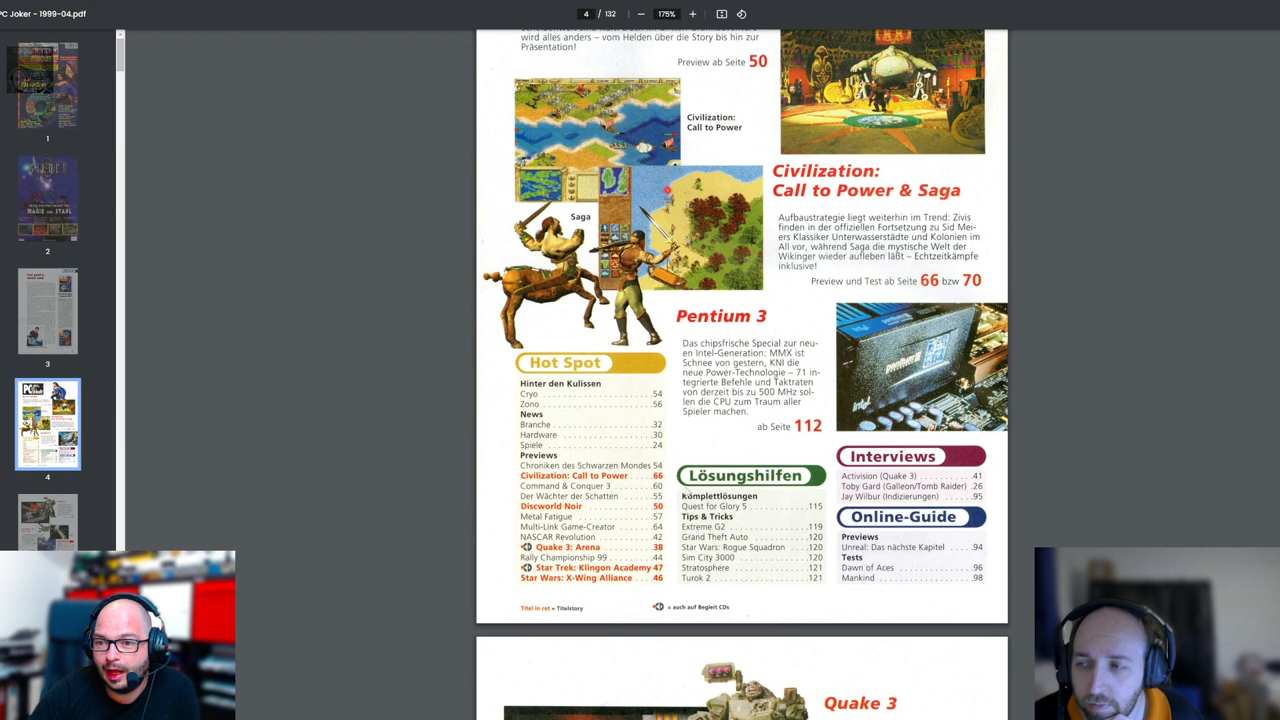 PC Joker - 1999-04.pdf
4 / 132
175%
1
2
3
4
wird alles anders – vom Helden über die Story bis hin zur
Präsentation!
Preview ab Seite 50
Civilization:
Call to Power
Saga
Civilization:
Call to Power & Saga
Aufbaustrategie liegt weiterhin im Trend: Zivis
finden in der offiziellen Fortsetzung zu Sid Mei-
ers Klassiker Unterwasserstädte und Kolonien im
All vor, während Saga die mystische Welt der
Wikinger wieder aufleben läßt – Echtzeitkämpfe
inklusive!
Preview und Test ab Seite 66 bzw 70
Pentium 3
Das chipsfrische Special zur neu-
en Intel-Generation: MMX ist
Schnee von gestern, KNI die
neue Power-Technologie – 71 in-
tegrierte Befehle und Taktraten
von derzeit bis zu 500 MHz sol-
len die CPU zum Traum aller
Spieler machen.
ab Seite 112
Hot Spot
Hinter den Kulissen
Cryo . . . . . . . . . . . . . . . . . . . . . .54
Zono . . . . . . . . . . . . . . . . . . . . . .56
News
Branche . . . . . . . . . . . . . . . . . . . .32
Hardware . . . . . . . . . . . . . . . . . . .30
Spiele . . . . . . . . . . . . . . . . . . . . . .24
Previews
Chroniken des Schwarzen Mondes 54
Civilization: Call to Power . . . . .66
Command & Conquer 3 . . . . . . . .60
Der Wächter der Schatten . . . . . .55
Discworld Noir . . . . . . . . . . . . . .50
Metal Fatigue . . . . . . . . . . . . . . . .57
Multi-Link Game-Creator . . . . . . .64
NASCAR Revolution . . . . . . . . . . .42
Quake 3: Arena . . . . . . . . . . . .38
Rally Championship 99 . . . . . . . . .44
Star Trek: Klingon Academy 47
Star Wars: X-Wing Alliance . . . .46
Titel in rot = Titelstory
Lösungshilfen
Komplettlösungen
Quest for Glory 5 . . . . . . . . . . . .115
Tips & Tricks
Extreme G2 . . . . . . . . . . . . . . . .119
Grand Theft Auto . . . . . . . . . . . .120
Star Wars: Rogue Squadron . . . .120
Sim City 3000 . . . . . . . . . . . . . .120
Stratosphere . . . . . . . . . . . . . . .121
Turok 2 . . . . . . . . . . . . . . . . . . .121
= auch auf Begleit CDs
Interviews
Activision (Quake 3) . . . . . . . . . . .41
Toby Gard (Galleon/Tomb Raider) .26
Jay Wilbur (Indizierungen) . . . . . .95
Online-Guide
Previews
Unreal: Das nächste Kapitel . . . . .94
Tests
Dawn of Aces . . . . . . . . . . . . . . .96
Mankind . . . . . . . . . . . . . . . . . . .98
Quake 3